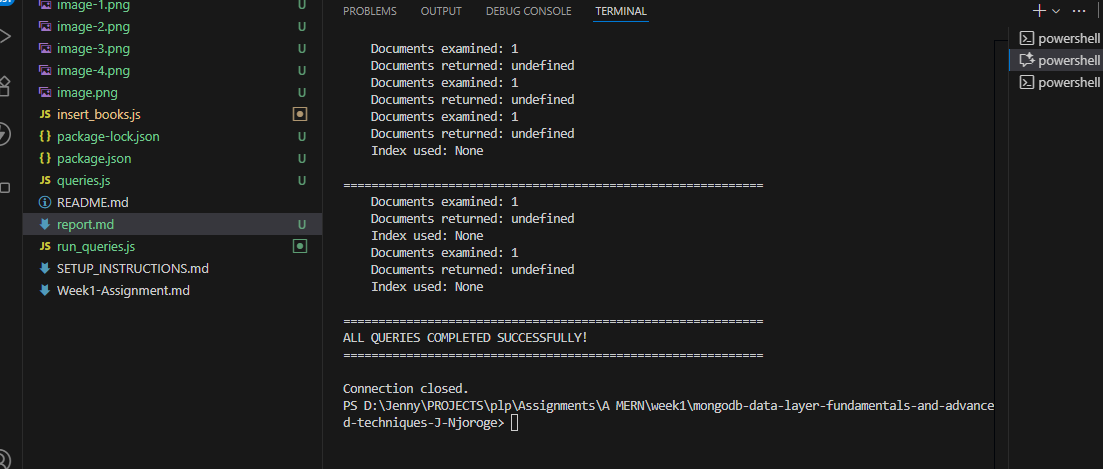 PROBLEMS OUTPUT DEBUG CONSOLE TERMINAL
image-1.png U
image-2.png U
image-3.png U
image-4.png U
image.png U
JS insert_books.js
{} package-lock.json U
{} package.json U
JS queries.js U
README.md
report.md U
JS run_queries.js
SETUP_INSTRUCTIONS.md
Week1-Assignment.md
Documents examined: 1
Documents returned: undefined
Documents examined: 1
Documents returned: undefined
Documents examined: 1
Documents returned: undefined
Index used: None
============================================================
Documents examined: 1
Documents returned: undefined
Index used: None
Documents examined: 1
Documents returned: undefined
Index used: None
============================================================
ALL QUERIES COMPLETED SUCCESSFULLY!
============================================================
Connection closed.
PS D:\Jenny\PROJECTS\plp\Assignments\A MERN\week1\mongodb-data-layer-fundamentals-and-advance
d-techniques-J-Njoroge>
powershell
powershell
powershell